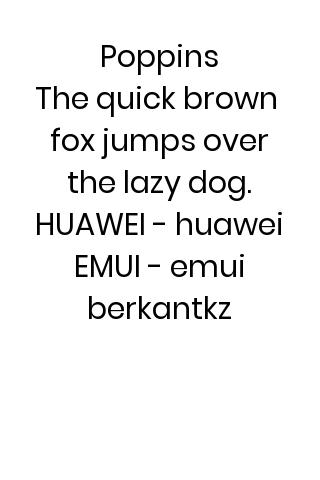 Poppins
The quick brown
fox jumps over
the lazy dog.
HUAWEI - huawei
EMUI - emui
berkantkz